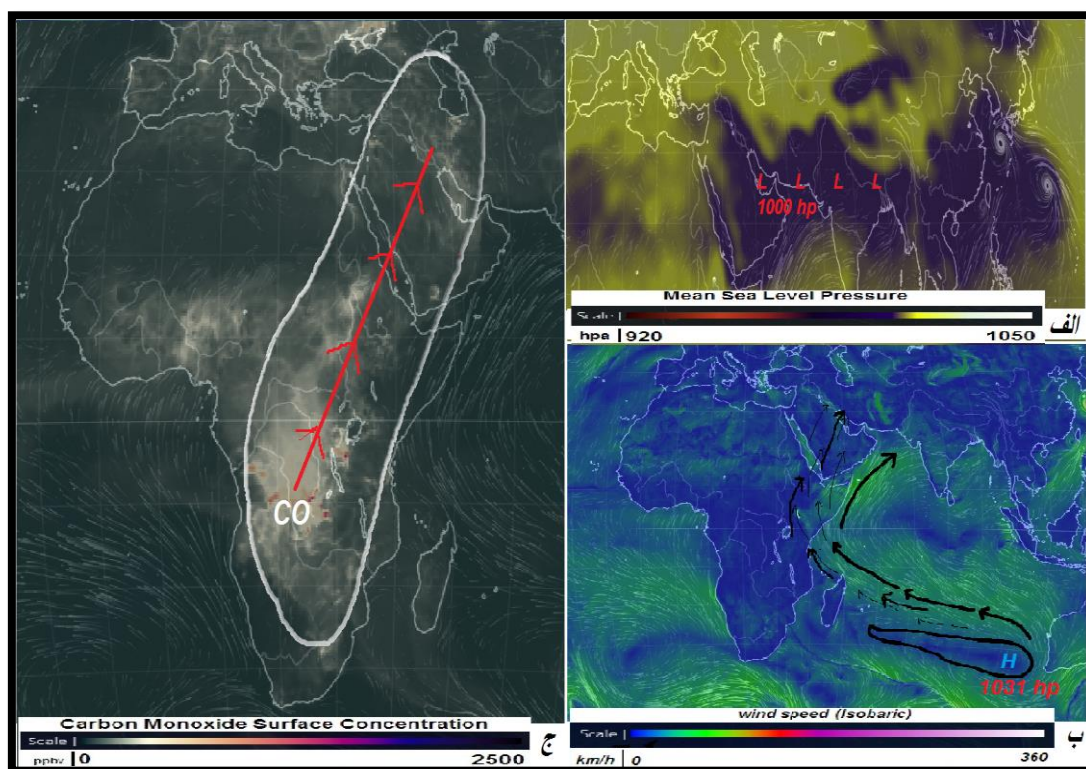 CO
Carbon Monoxide Surface Concentration
Scale
ppbv 0 2500
ج
L L L L
1000 hp
Mean Sea Level Pressure
Scale
hpa 920 1050
الف
H
1031 hp
wind speed (Isobaric)
Scale
km/h 0 360
ب